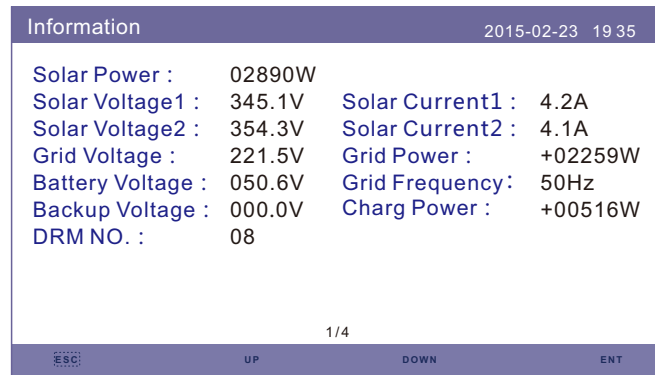 Information 2015-02-23 19 35
Solar Power : 02890W
Solar Voltage1 : 345.1V Solar Current1 : 4.2A
Solar Voltage2 : 354.3V Solar Current2 : 4.1A
Grid Voltage : 221.5V Grid Power : +02259W
Battery Voltage : 050.6V Grid Frequency: 50Hz
Backup Voltage : 000.0V Charg Power : +00516W
DRM NO. : 08
1/4
ESC UP DOWN ENT